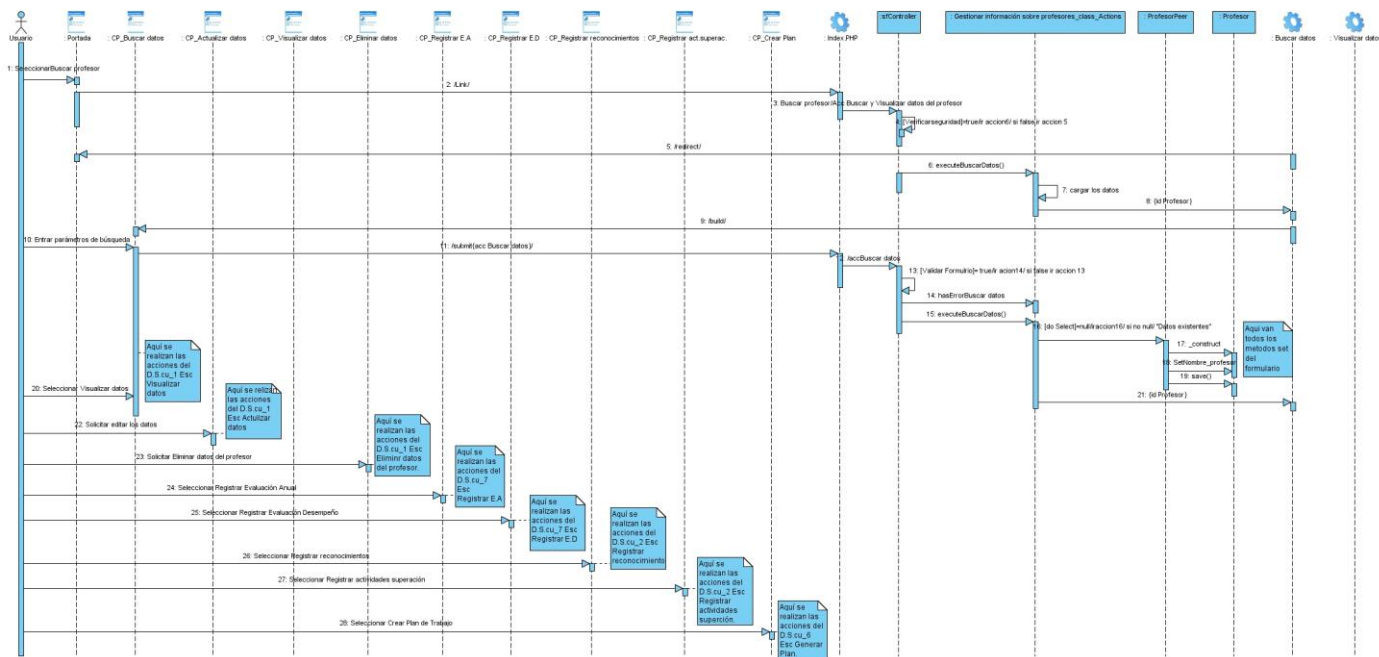 :sfController
: Gestionar información sobre profesores_class_Actions
: ProfesorPeer
: Profesor
Usuario
Portada
: CP_Buscar datos
: CP_Actualizar datos
: CP_Visualizar datos
: CP_Eliminar datos
: CP_Registrar E.A
: CP_Registrar E.D
: CP_Registrar reconocimientos
: CP_Registrar act.superac.
: CP_Crear Plan
: Index.PHP
: Buscar datos
: Visualizar dato
1: SeleccionarBuscar profesor
2: /Link/
3: Buscar profesor/Acc Buscar y Visualizar datos del profesor
4: [Verificarseguridad]=true/ir accion6/ si false ir accion 5
5: /redirect/
6: executeBuscarDatos()
7: cargar los datos
8: {id Profesor}
9: /build/
10: Entrar parámetros de búsqueda
11: /submit(acc Buscar datos)/
/accBuscar datos
13: [Validar Formulrio]= true/ir acion14/ si false ir accion 13
14: hasErrorBuscar datos
15: executeBuscarDatos()
16: [do Select]=null/iraccion16/ si no null/ "Datos existentes"
17: _construct
18: SetNombre_profesor
19: save()
Aqui van
todos los
metodos set
del
formulario
20: Seleccionar Visualizar datos
21: {id Profesor}
Aquí se
realizan las
acciones del
D.S.cu_1 Esc
Visualizar
datos
22: Solicitar editar los datos
Aquí se relizan
las acciones
del D.S.cu_1
Esc Actulizar
datos
23: Solicitar Eliminar datos del profesor
Aquí se
realizan las
acciones del
D.S.cu_1 Esc
Eliminr datos
del profesor.
24: Seleccionar Registrar Evaluación Anual
Aquí se
realizan las
acciones del
D.S.cu_7
Esc
Registrar E.A
25: Seleccionar Registrar Evaluación Desempeño
Aquí se
realizan las
acciones del
D.S.cu_7 Esc
Registrar E.D
26: Seleccionar Registrar reconocimientos
Aquí se
realizan las
acciones del
D.S.cu_2 Esc
Registrar
reconocimiento
27: Seleccionar Registrar actividades superación
Aquí se
realizan las
acciones del
D.S.cu_2 Esc
Registrar
actividades
superción.
28: Seleccionar Crear Plan de Trabajo
Aquí se
realizan las
acciones del
D.S.cu_6
Esc Generar
Plan.